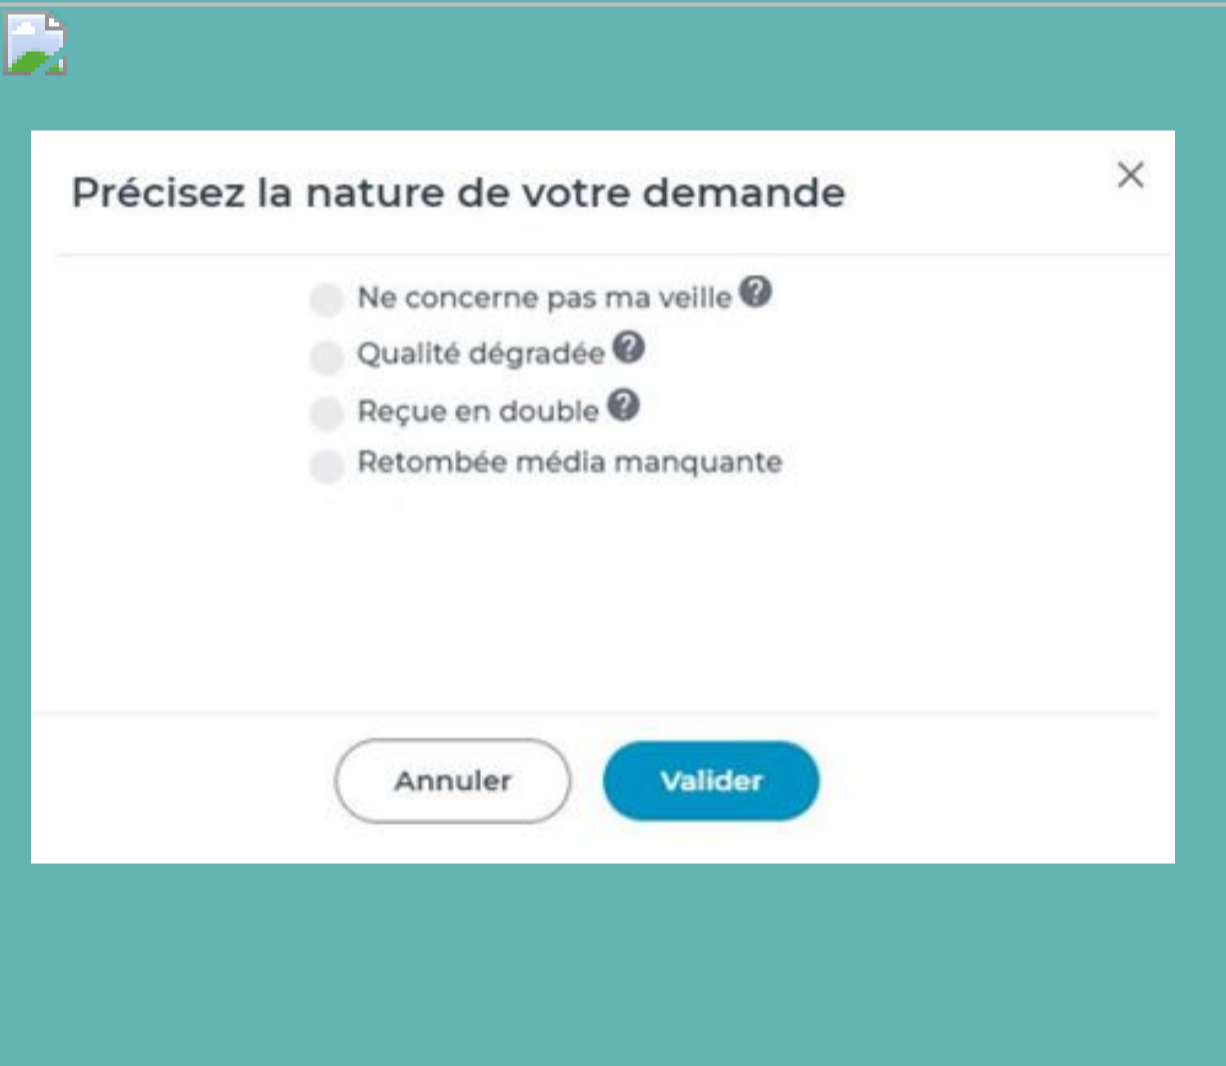 Précisez la nature de votre demande
Ne concerne pas ma veille ?
Qualité dégradée ?
Reçue en double ?
Retombée média manquante
Annuler
Valider